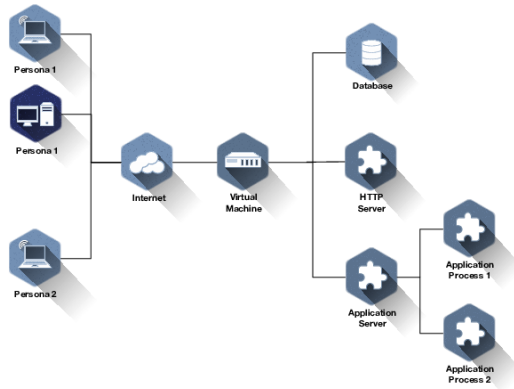 Persona 1
Persona 1
Persona 2
Internet
Virtual
Machine
Database
HTTP
Server
Application
Server
Application
Process 1
Application
Process 2